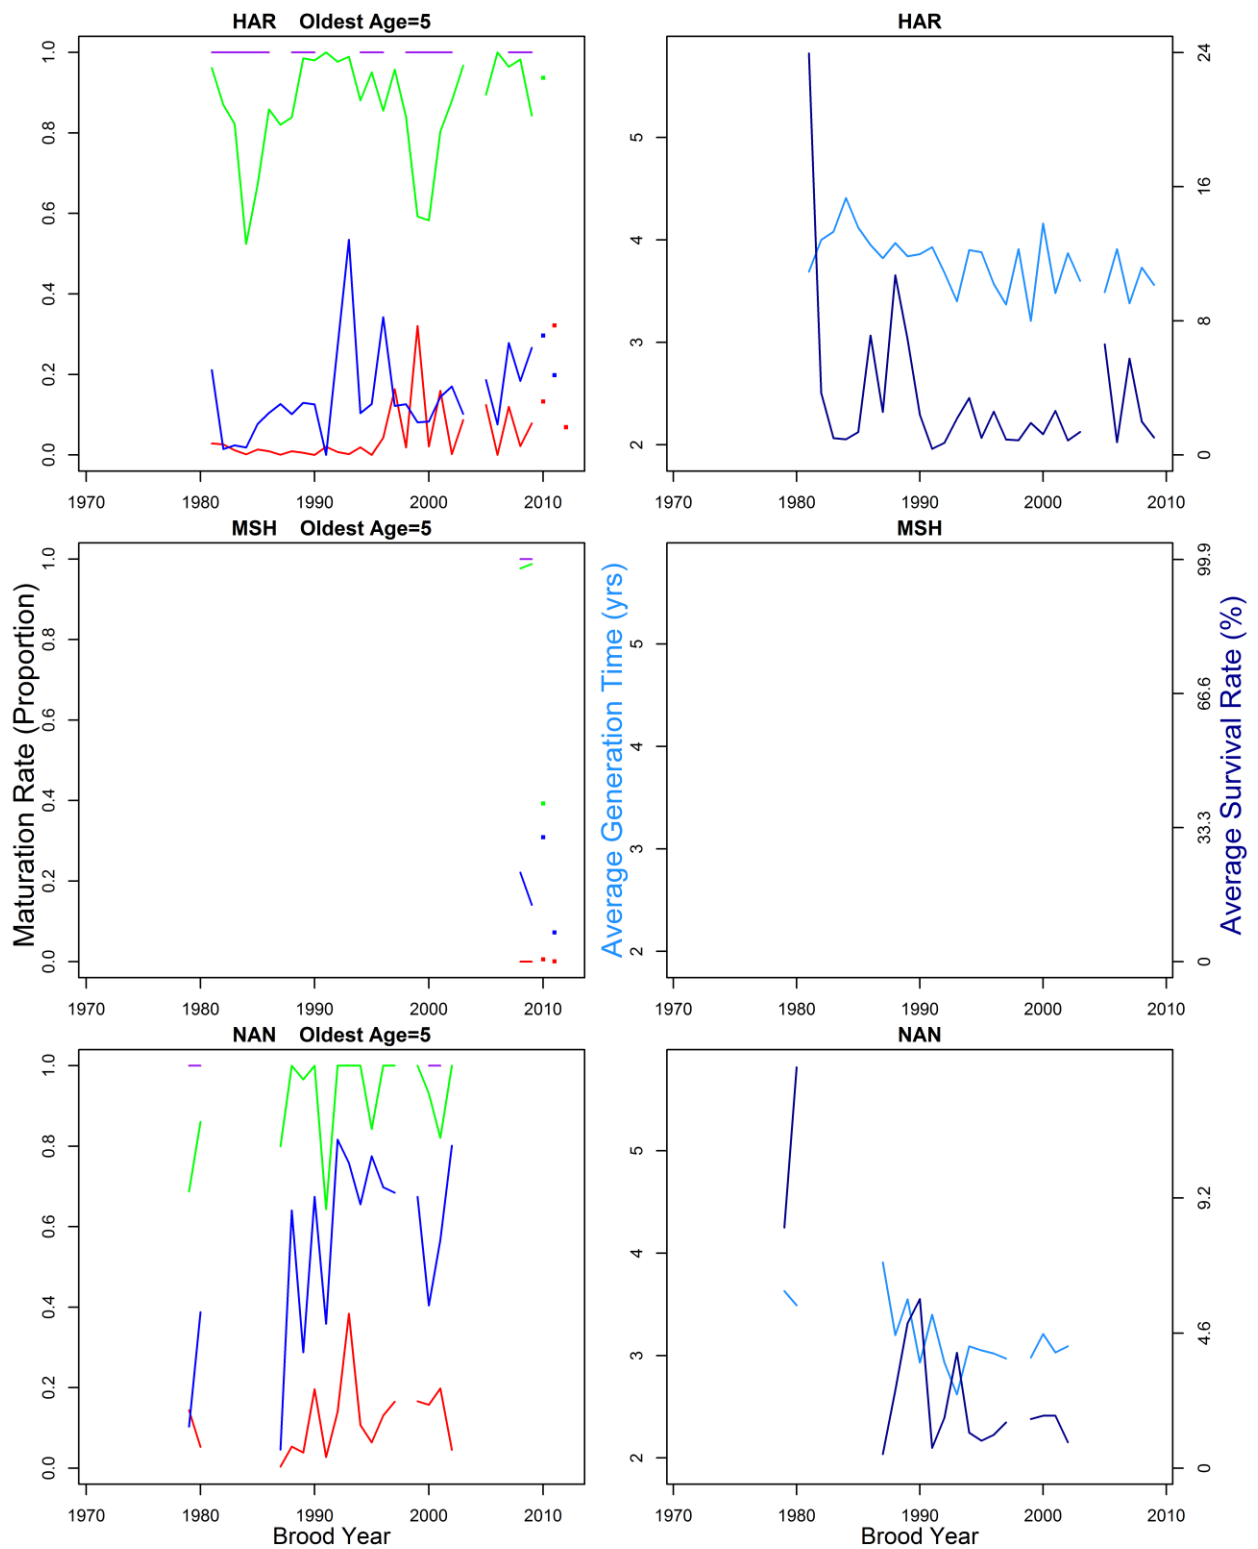 HAR Oldest Age=5
0.0 0.2 0.4 0.6 0.8 1.0
1970 1980 1990 2000 2010
HAR
2 3 4 5
0 8 16 24
1970 1980 1990 2000 2010
MSH Oldest Age=5
Maturation Rate (Proportion)
0.0 0.2 0.4 0.6 0.8 1.0
1970 1980 1990 2000 2010
MSH
Average Generation Time (yrs)
2 3 4 5
0 33.3 66.6 99.9
Average Survival Rate (%)
1970 1980 1990 2000 2010
NAN Oldest Age=5
0.0 0.2 0.4 0.6 0.8 1.0
1970 1980 1990 2000 2010
Brood Year
NAN
2 3 4 5
0 4.6 9.2
1970 1980 1990 2000 2010
Brood Year